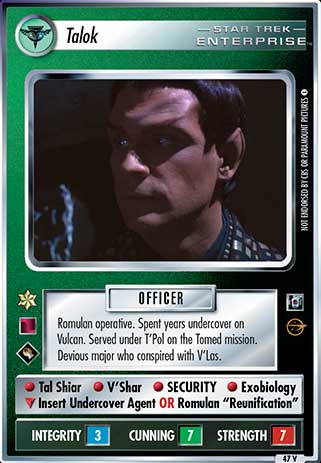 Talok
STAR TREK
ENTERPRISE™
NOT ENDORSED BY CBS OR PARAMOUNT PICTURES
OFFICER
Romulan operative. Spent years undercover on
Vulcan. Served under T'Pol on the Tomed mission.
Devious major who conspired with V'Las.
• Tal Shiar • V'Shar • SECURITY • Exobiology
▼ Insert Undercover Agent OR Romulan "Reunification"
INTEGRITY 3 CUNNING 7 STRENGTH 7
47 V